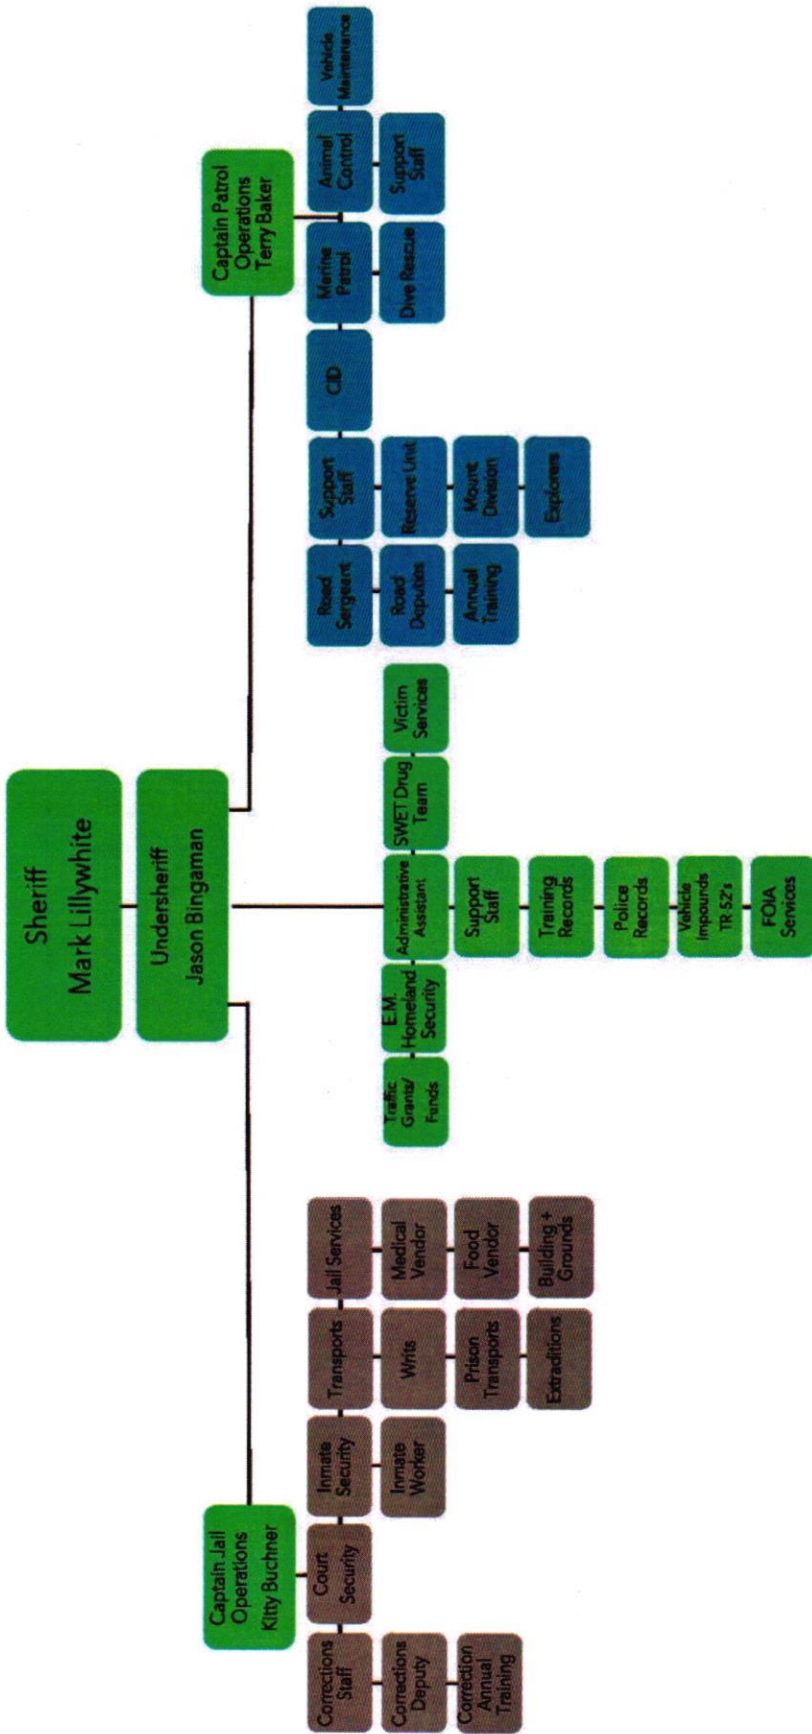 Sheriff
Mark Lillywhite
Undersheriff
Jason Bingaman
Captain Jail
Operations
Kitty Buchner
Captain Patrol
Operations
Terry Baker
Corrections
Staff
Corrections
Deputy
Correction
Annual
Training
Court
Security
Inmate
Security
Inmate
Worker
Transports
Writs
Prison
Transports
Extraditions
Jail Services
Medical
Vendor
Food
Vendor
Building +
Grounds
Traffic
Grants/
Funds
E.M.
Homeland
Security
Administrative
Assistant
Support
Staff
Training
Records
Police
Records
Vehicle
Impounds
TR 52's
FOIA
Services
SWET Drug
Team
Victim
Services
Road
Sergeant
Road
Deputies
Annual
Training
Support
Staff
Reserve Unit
Mount
Division
Explorers
CID
Marine
Patrol
Dive Rescue
Animal
Control
Support
Staff
Vehicle
Maintenance